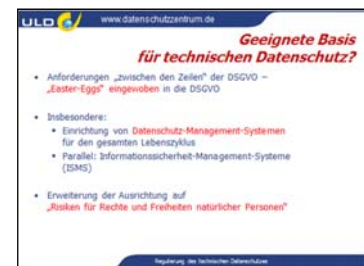 ULD
www.datenschutzzentrum.de
Geeignete Basis
für technischen Datenschutz?
• Anforderungen „zwischen den Zeilen“ der DSGVO –
„Easter-Eggs“ eingewoben in die DSGVO
• Insbesondere:
▪ Einrichtung von Datenschutz-Management-Systemen
für den gesamten Lebenszyklus
▪ Parallel: Informationssicherheit-Management-Systeme
(ISMS)
• Erweiterung der Ausrichtung auf
„Risiken für Rechte und Freiheiten natürlicher Personen“
Regulierung des technischen Datenschutzes